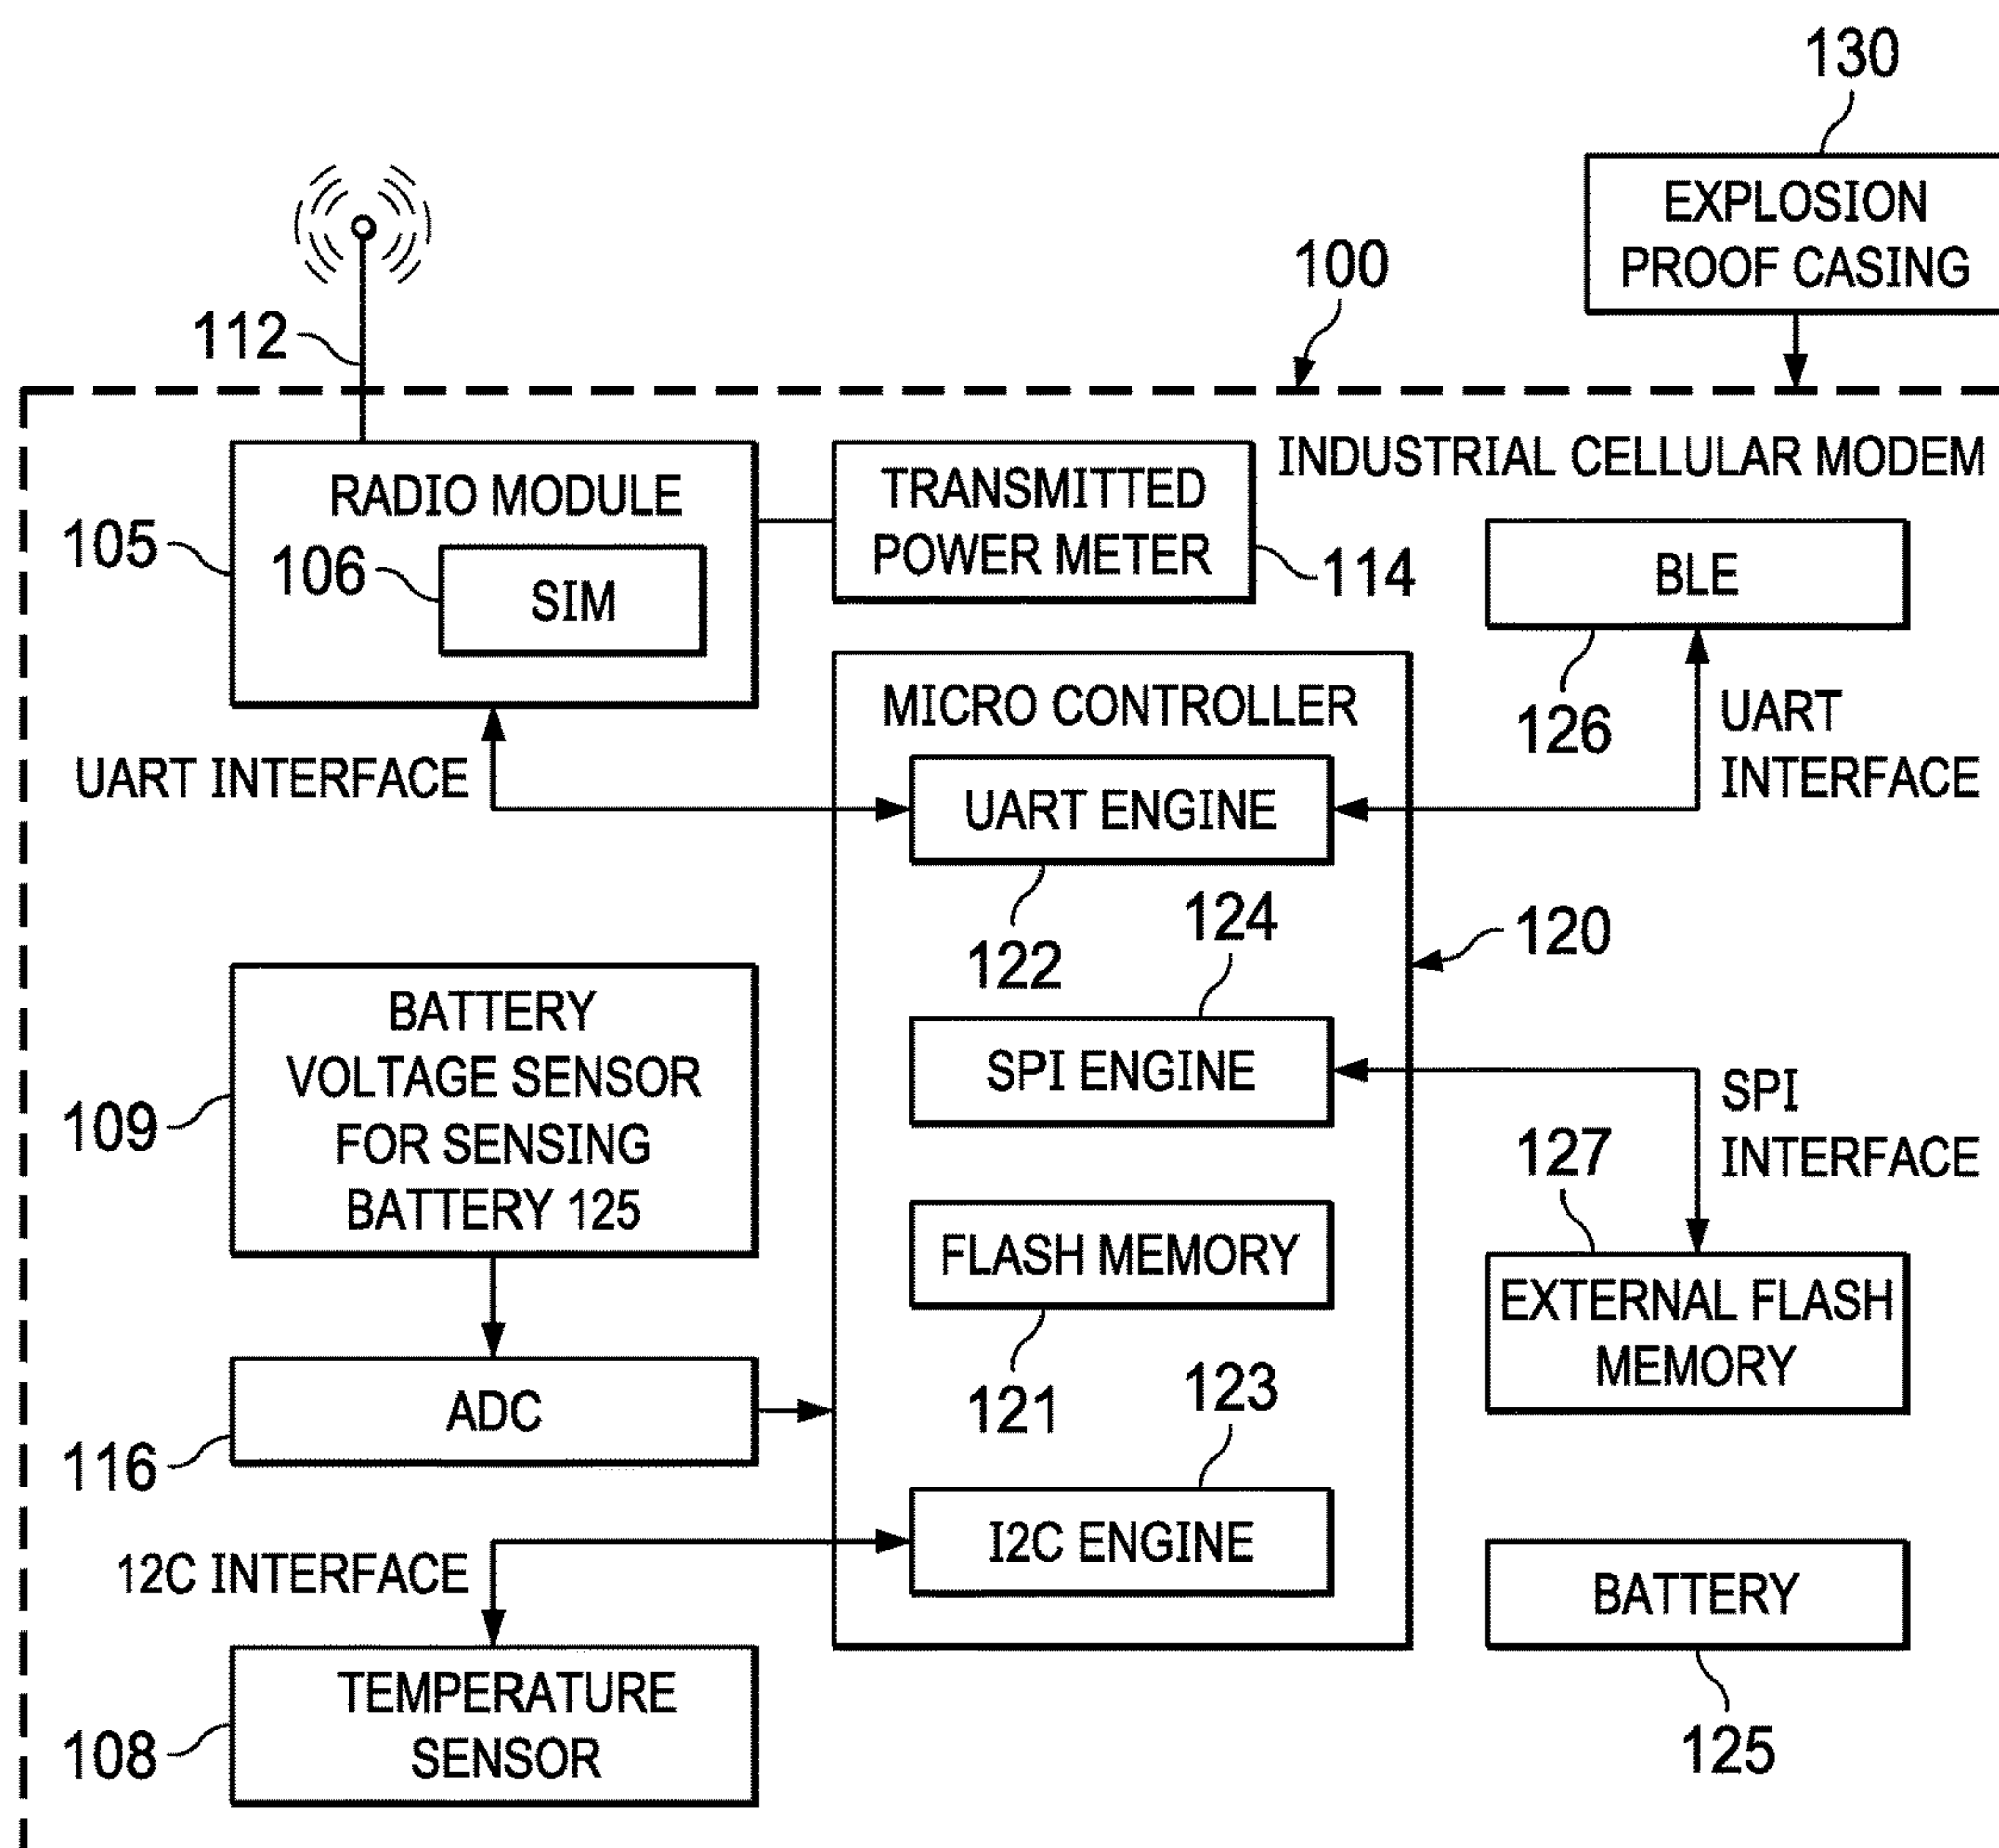 130
EXPLOSION
PROOF CASING
100
112
INDUSTRIAL CELLULAR MODEM
RADIO MODULE
105
106
SIM
TRANSMITTED
POWER METER
114
BLE
126
UART
INTERFACE
UART INTERFACE
MICRO CONTROLLER
UART ENGINE
122
124
120
SPI ENGINE
SPI
INTERFACE
127
BATTERY
VOLTAGE SENSOR
FOR SENSING
BATTERY 125
109
FLASH MEMORY
121
EXTERNAL FLASH
MEMORY
ADC
116
123
I2C ENGINE
12C INTERFACE
BATTERY
125
TEMPERATURE
SENSOR
108